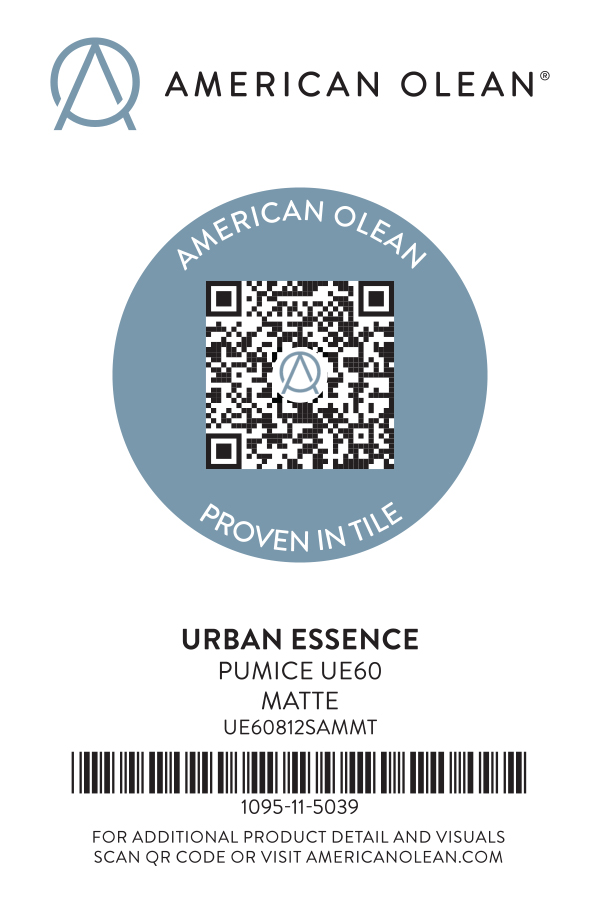 AMERICAN OLEAN®
AMERICAN OLEAN
PROVEN IN TILE
URBAN ESSENCE
PUMICE UE60
MATTE
UE60812SAMMT
1095-11-5039
FOR ADDITIONAL PRODUCT DETAIL AND VISUALS
SCAN QR CODE OR VISIT AMERICANOLEAN.COM